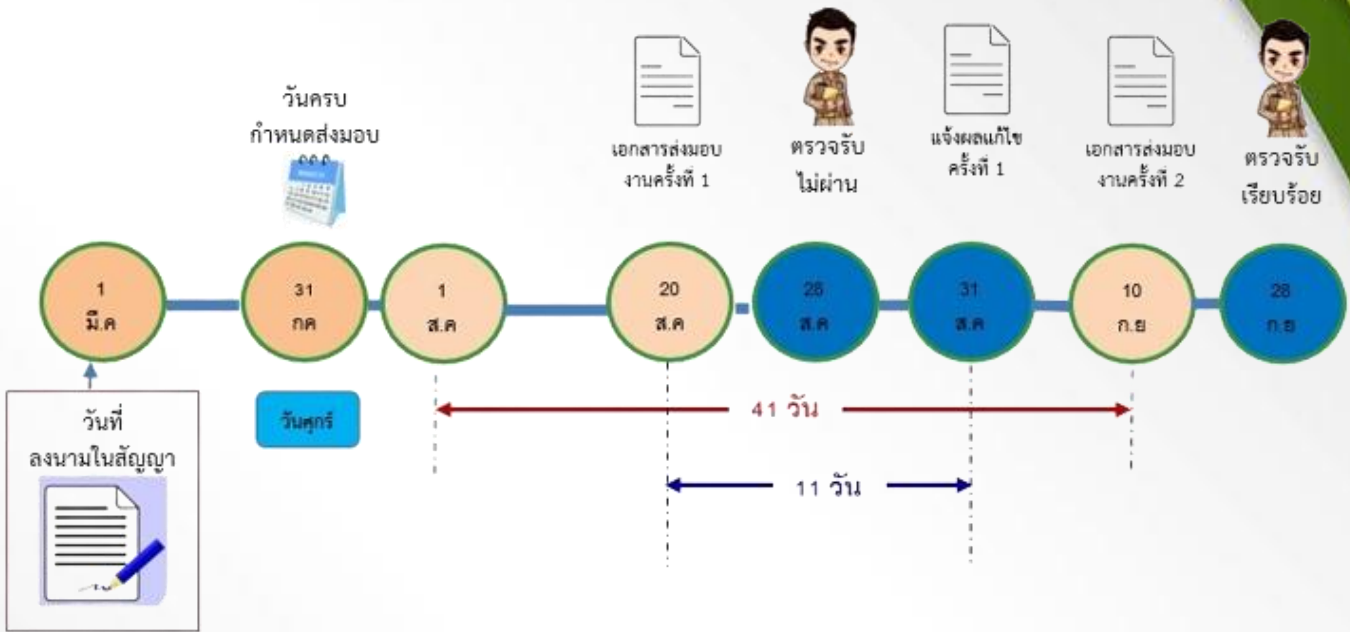 วันครบ
กำหนดส่งมอบ
เอกสารส่งมอบ
งานครั้งที่ 1
ตรวจรับ
ไม่ผ่าน
แจ้งผลแก้ไข
ครั้งที่ 1
เอกสารส่งมอบ
งานครั้งที่ 2
ตรวจรับ
เรียบร้อย
1
มี.ค
31
กค
1
ส.ค
20
ส.ค
28
ส.ค
31
ส.ค
10
ก.ย
28
ก.ย
วันที่
ลงนามในสัญญา
วันศุกร์
41 วัน
11 วัน